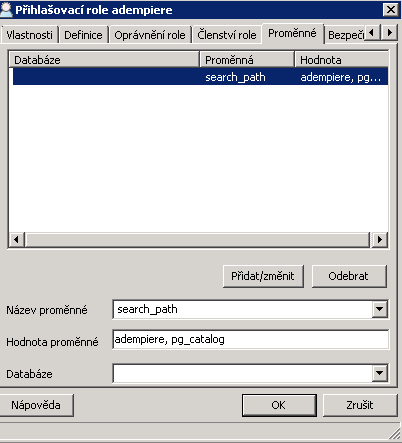 Přihlašovací role adempiere
Vlastnosti Definice Oprávnění role Členství role Proměnné Bezpeč
Databáze Proměnná Hodnota
search_path adempiere, pg...
Přidat/změnit Odebrat
Název proměnné search_path
Hodnota proměnné adempiere, pg_catalog
Databáze
Nápověda OK Zrušit